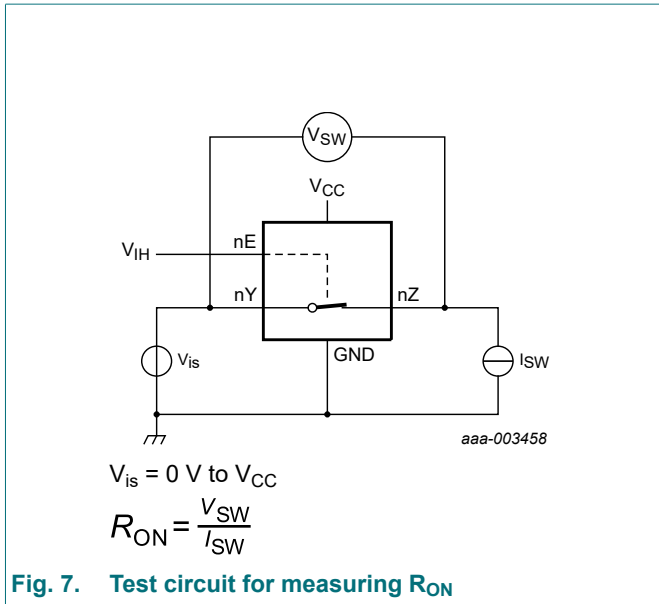 VSW
VCC
VIH
nE
nY
nZ
Vis
GND
ISW
aaa-003458
Vis = 0 V to VCC
RON = VSW / ISW
Fig. 7. Test circuit for measuring RON